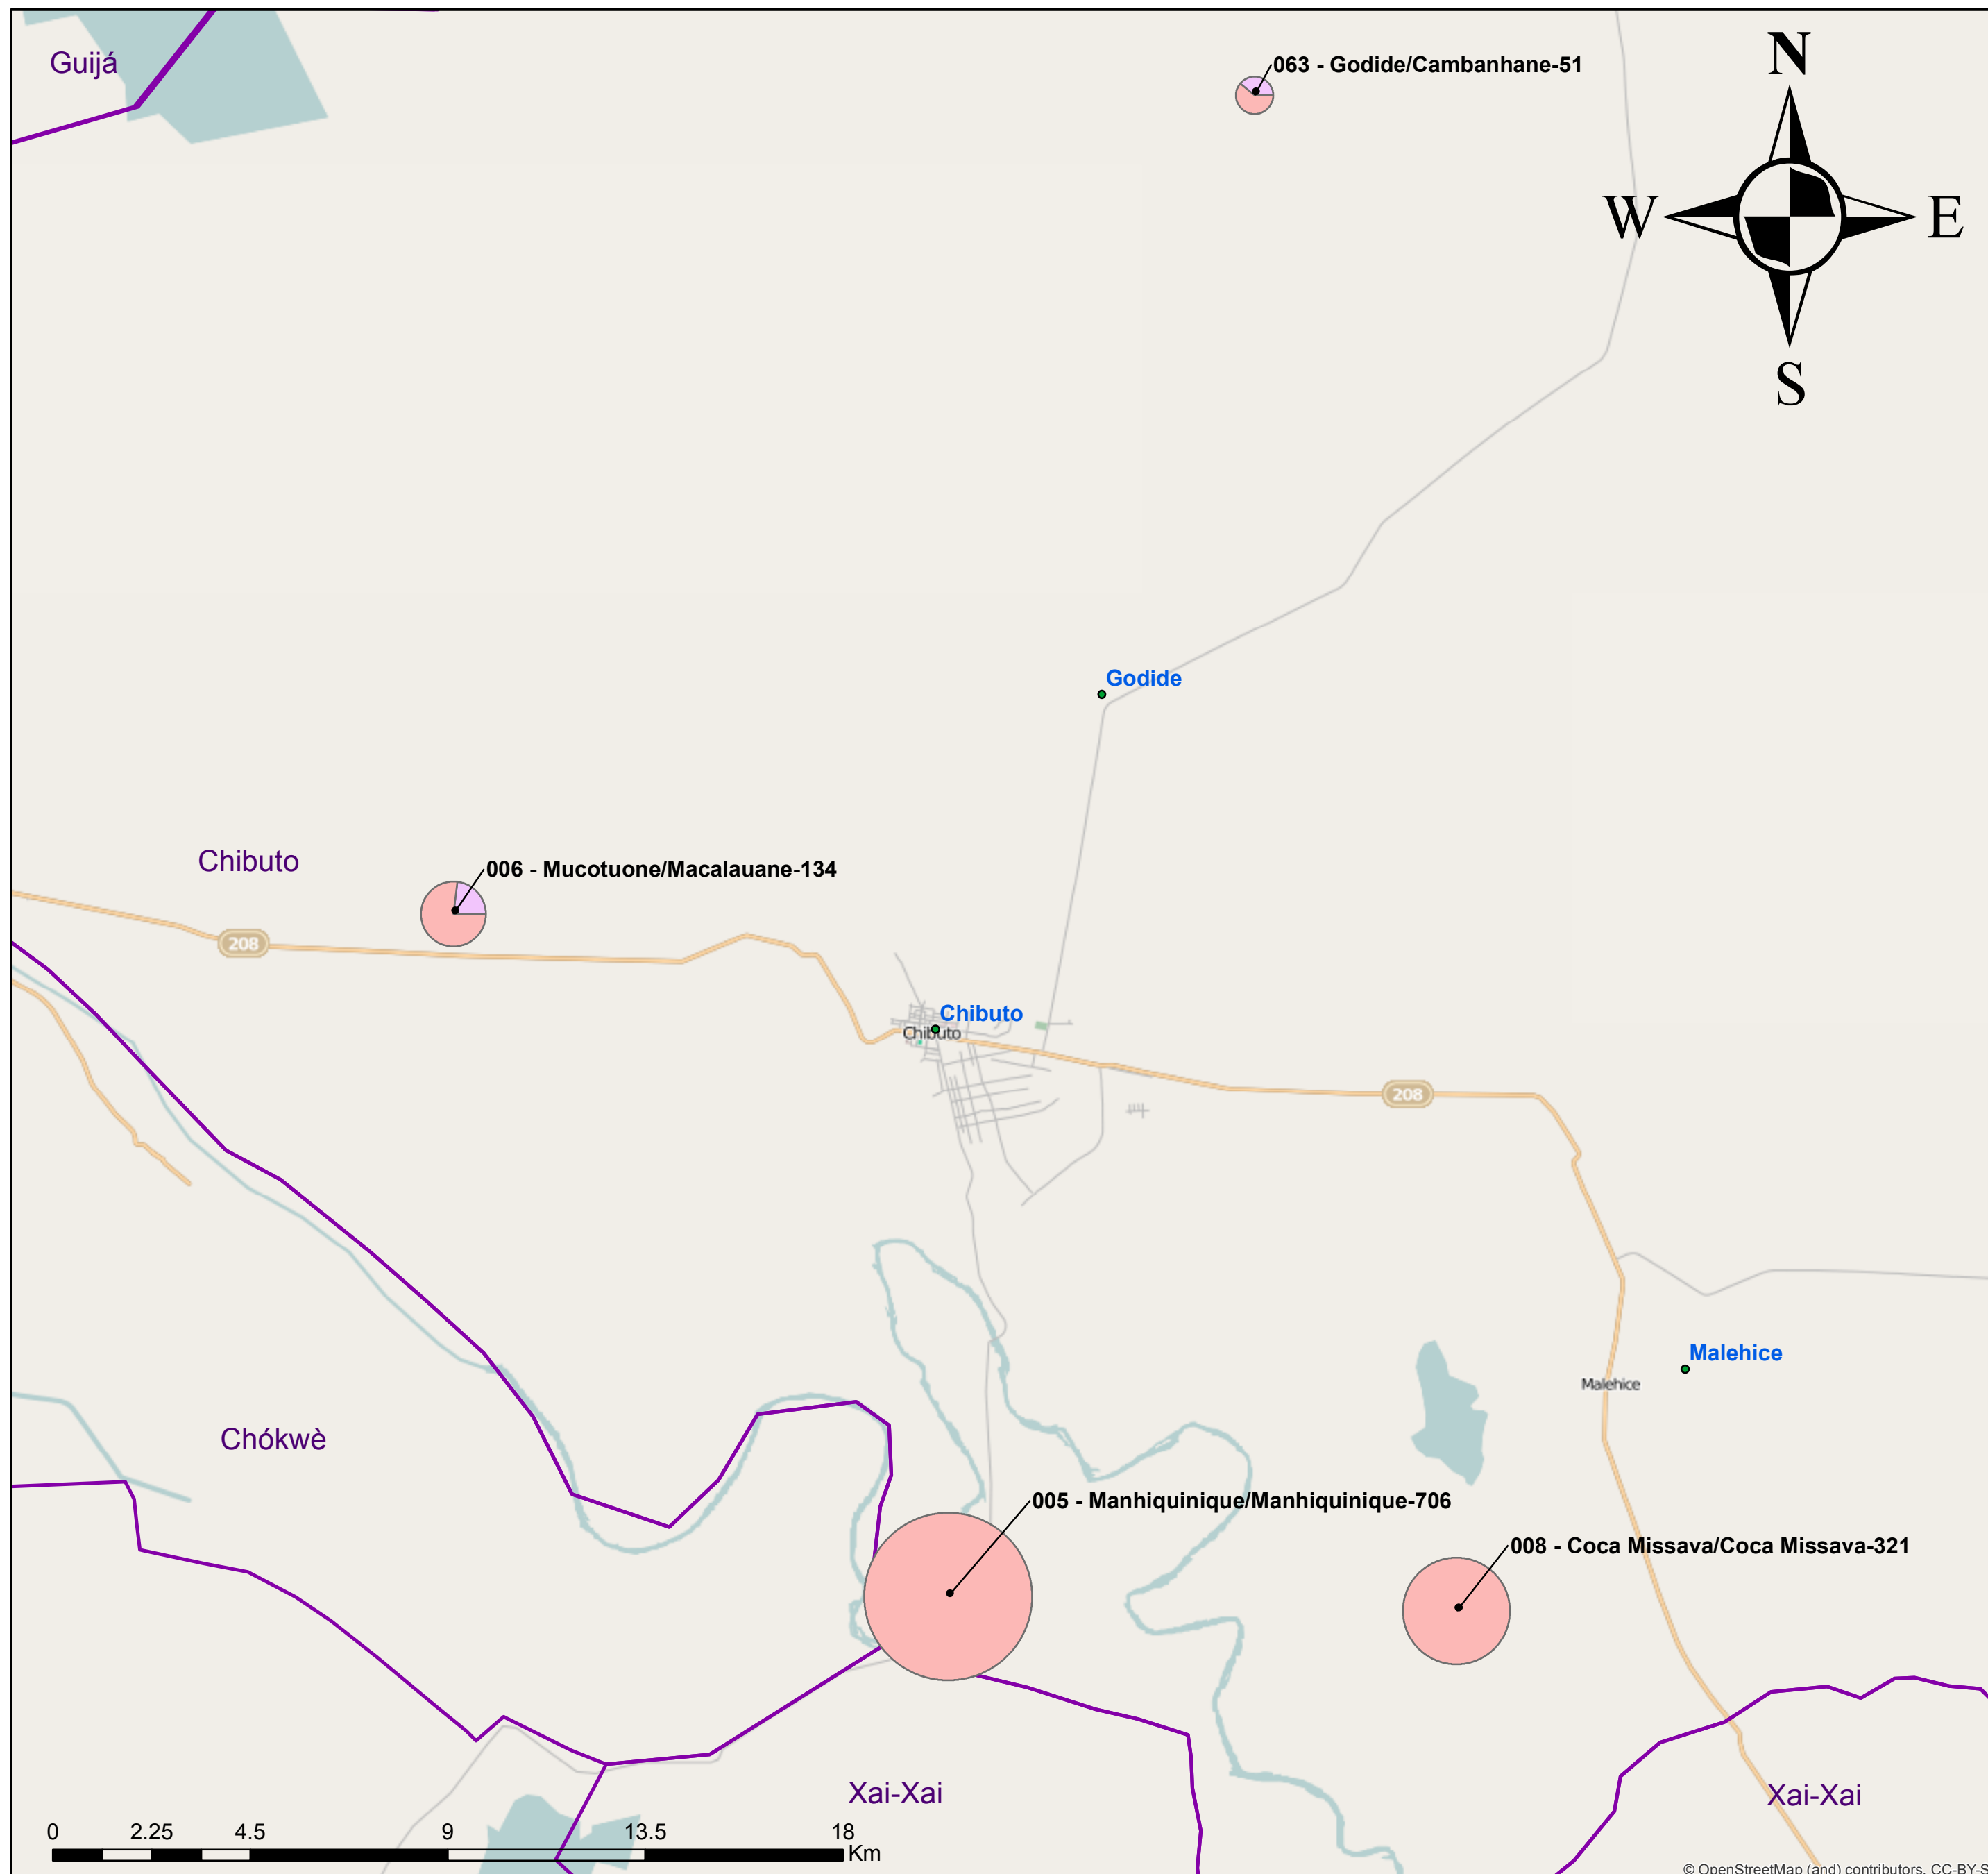 Guijá
063 - Godide/Cambanhane-51
N
W
E
S
Godide
Chibuto
006 - Mucotuone/Macalauane-134
208
Chibuto
Chibuto
208
Malehice
Malehice
Chókwè
005 - Manhiquinique/Manhiquinique-706
008 - Coca Missava/Coca Missava-321
Xai-Xai
Xai-Xai
0 2.25 4.5 9 13.5 18
Km
© OpenStreetMap (and) contributors, CC-BY-S